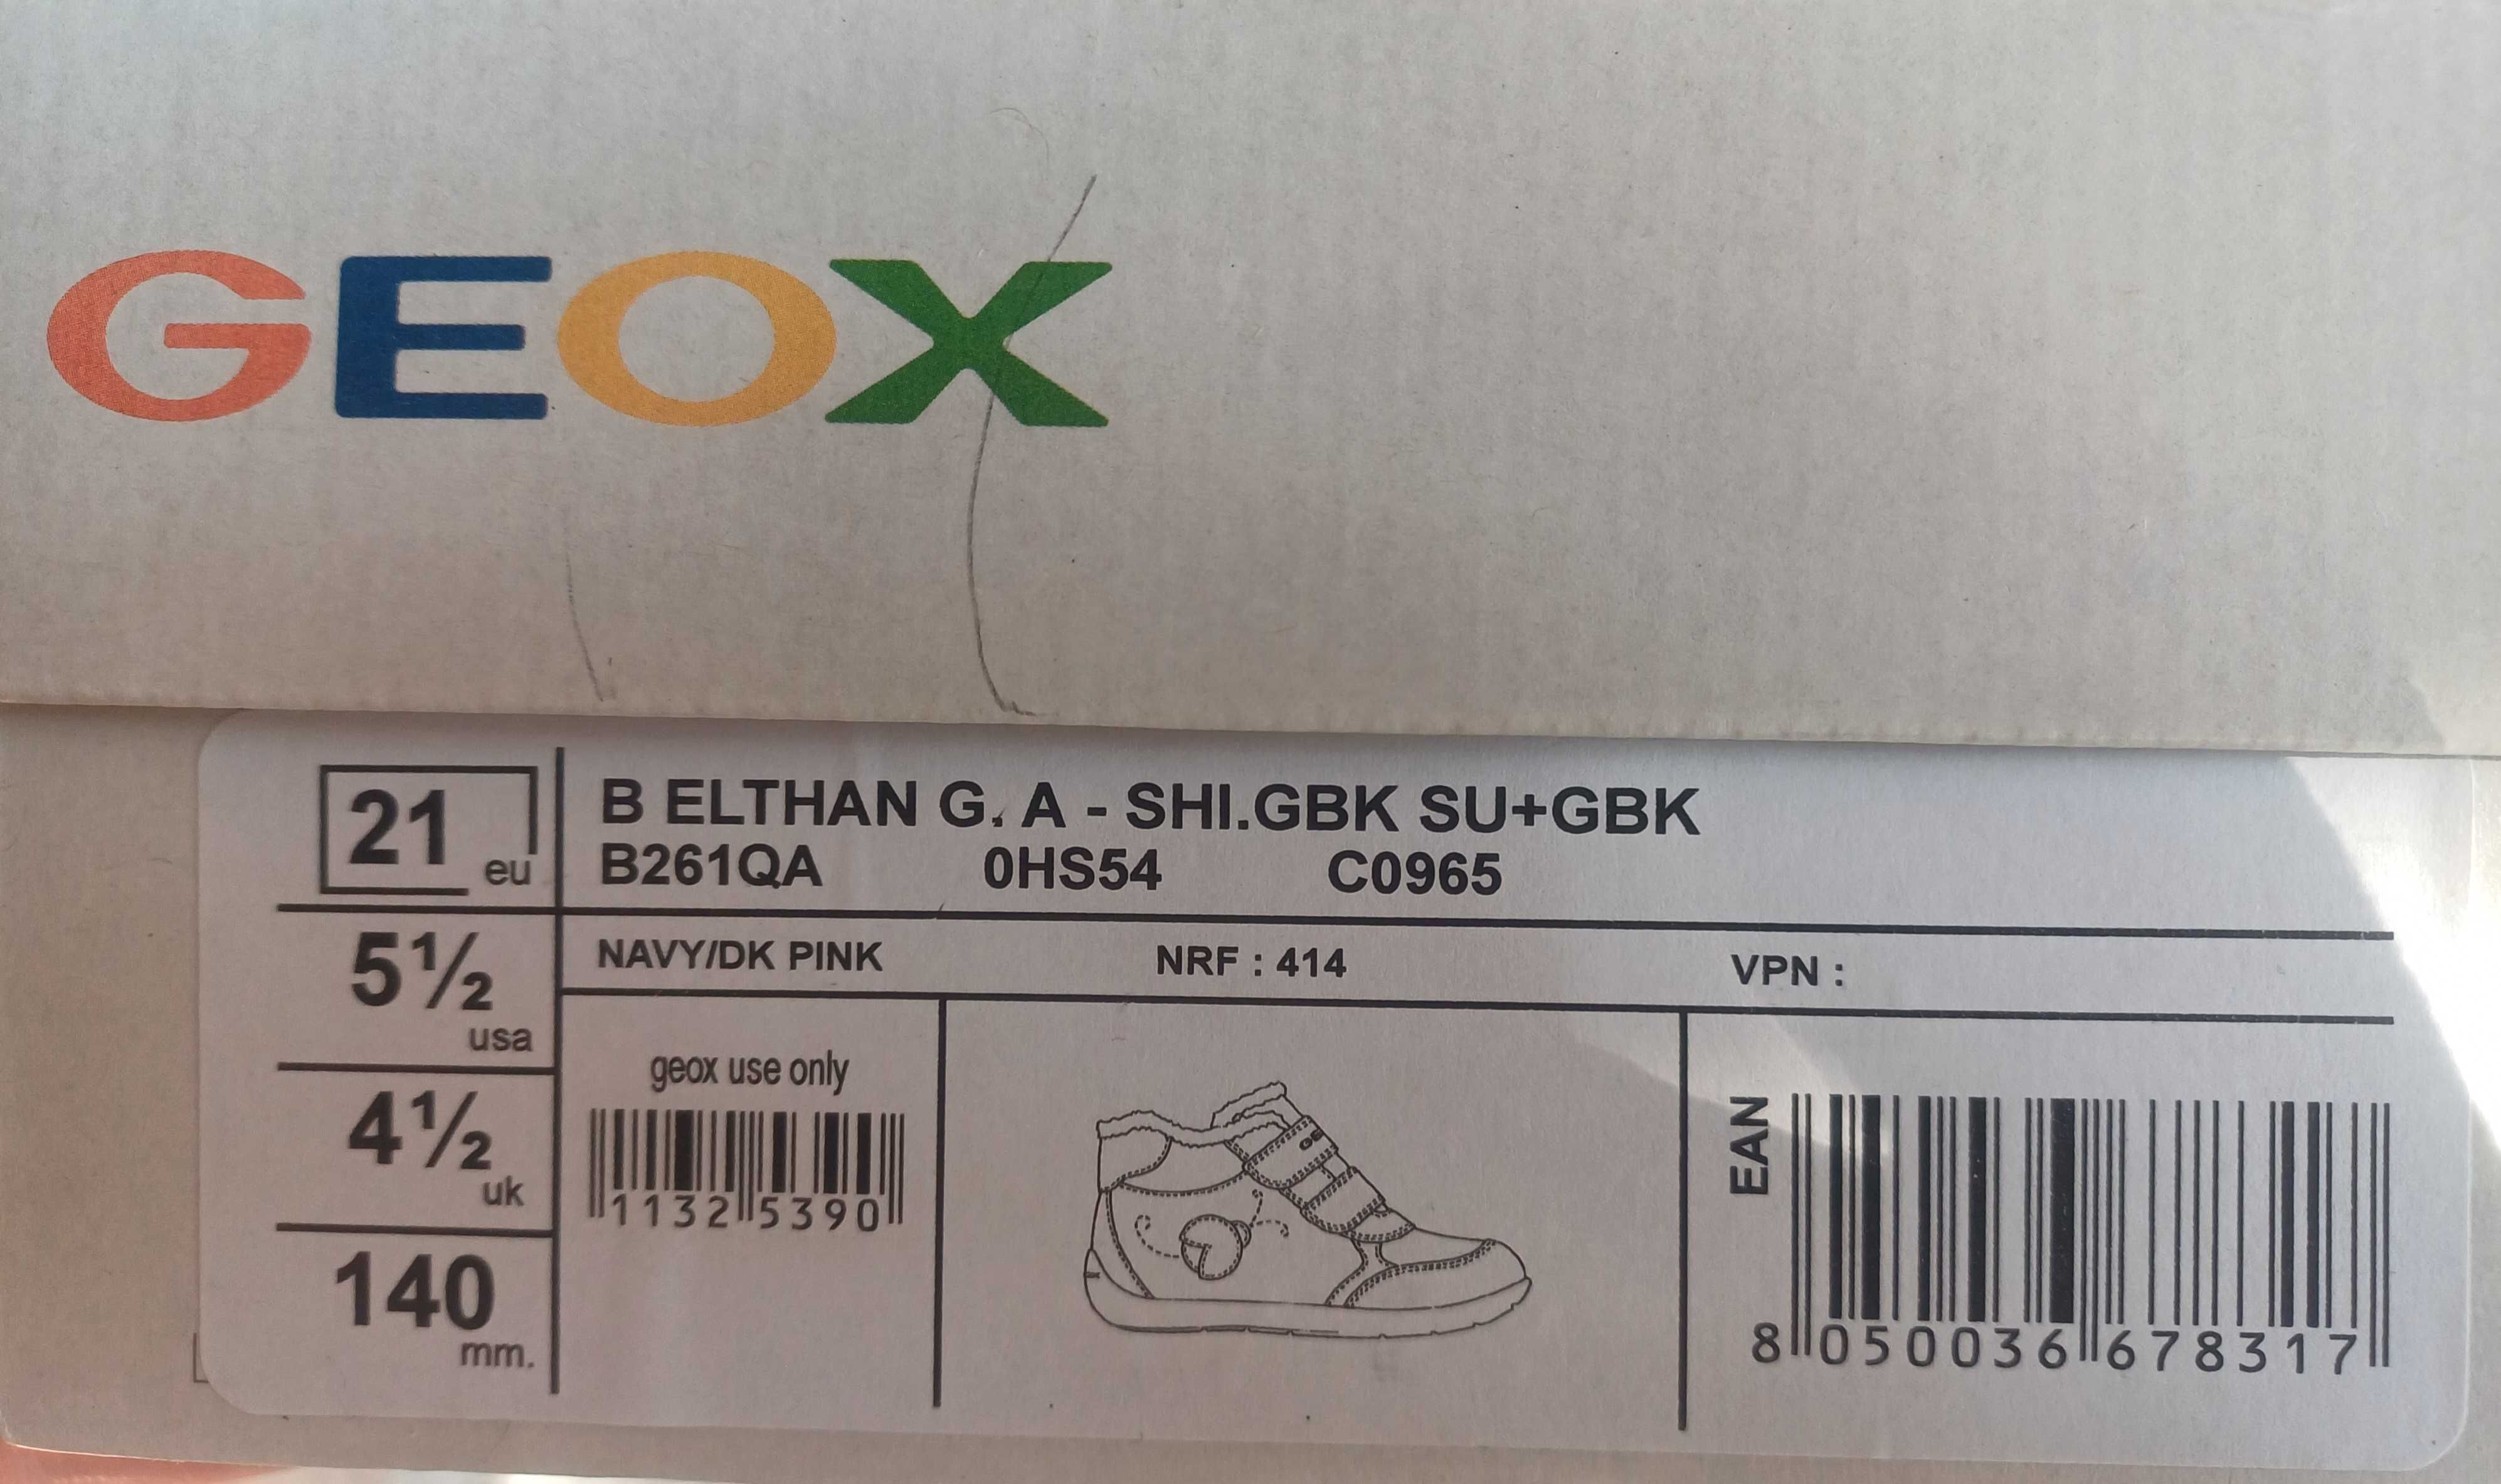 GEOX
21 eu
B ELTHAN G. A - SHI.GBK SU+GBK
B261QA 0HS54 C0965
5½ usa
NAVY/DK PINK NRF : 414 VPN :
4½ uk
140 mm.
geox use only
1132 5390
EAN
8 050036 678317